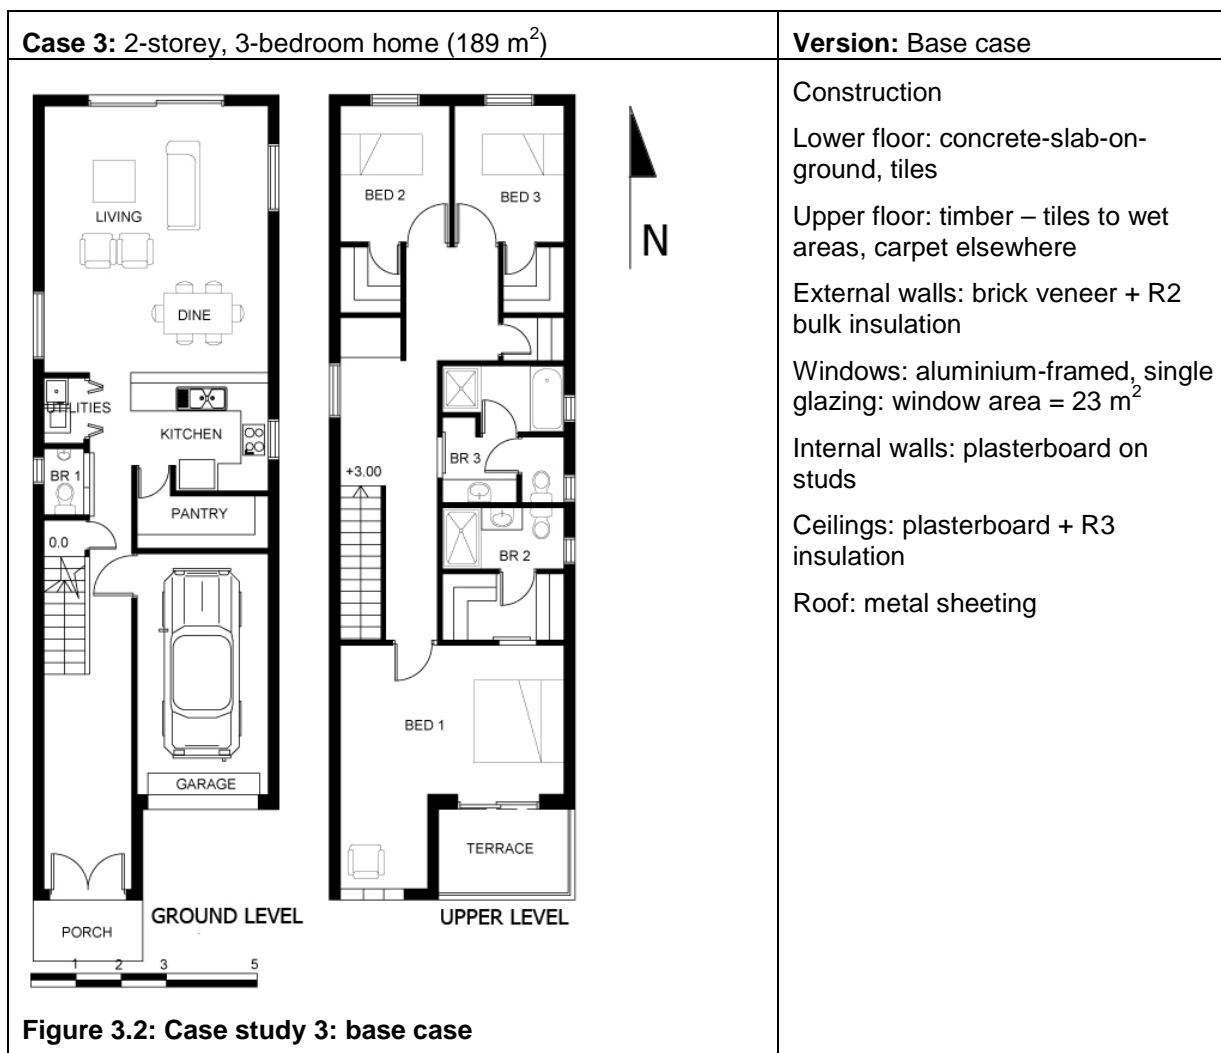 Case 3: 2-storey, 3-bedroom home (189 m²)
Version: Base case
LIVING
DINE
UTILITIES
KITCHEN
BR 1
PANTRY
0.0
GARAGE
PORCH
GROUND LEVEL
BED 2
BED 3
BR 3
+3.00
BR 2
BED 1
TERRACE
UPPER LEVEL
N
1 2 3 5
Figure 3.2: Case study 3: base case
Construction
Lower floor: concrete-slab-on-
ground, tiles
Upper floor: timber – tiles to wet
areas, carpet elsewhere
External walls: brick veneer + R2
bulk insulation
Windows: aluminium-framed, single
glazing: window area = 23 m²
Internal walls: plasterboard on
studs
Ceilings: plasterboard + R3
insulation
Roof: metal sheeting